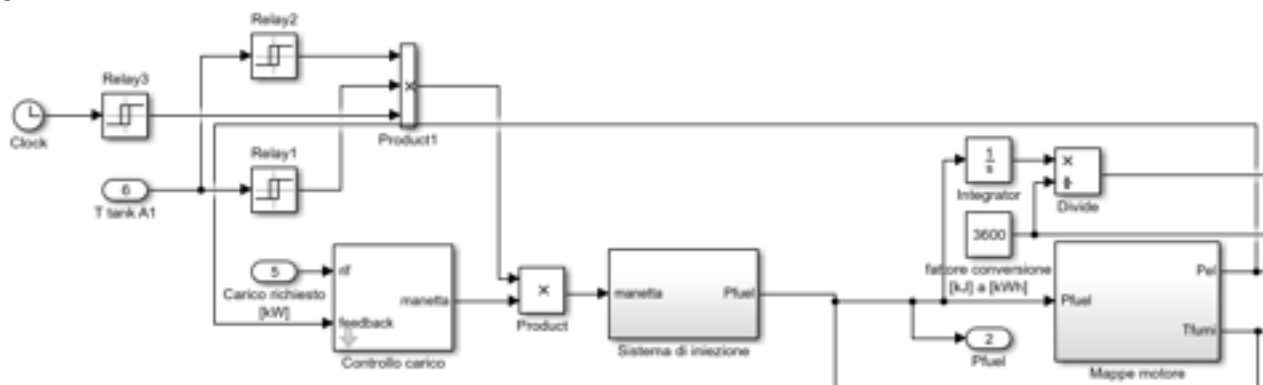 Relay2
Relay3
×
Clock
Product1
Relay1
1
s
6
T tank A1
Integrator
×
÷
Divide
3600
fattore conversione
[kJ] a [kWh]
5
Carico richiesto
[kW]
rif
manetta
feedback
Controllo carico
×
Product
manetta
Pfuel
Sistema di iniezione
2
Pfuel
Pfuel
Pel
Tfumi
Mappe motore